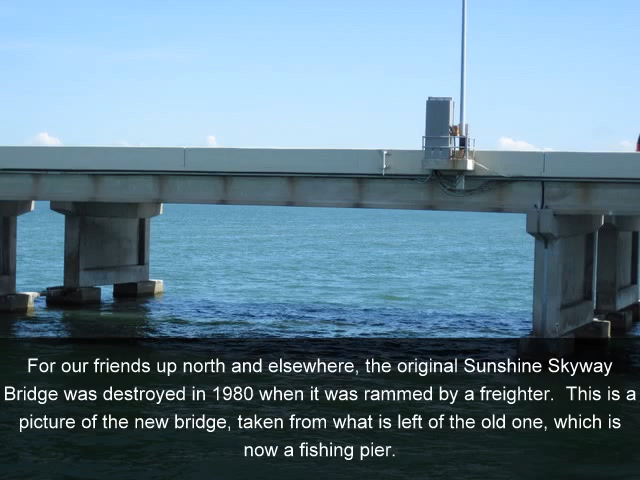 For our friends up north and elsewhere, the original Sunshine Skyway
Bridge was destroyed in 1980 when it was rammed by a freighter.  This is a
picture of the new bridge, taken from what is left of the old one, which is
now a fishing pier.